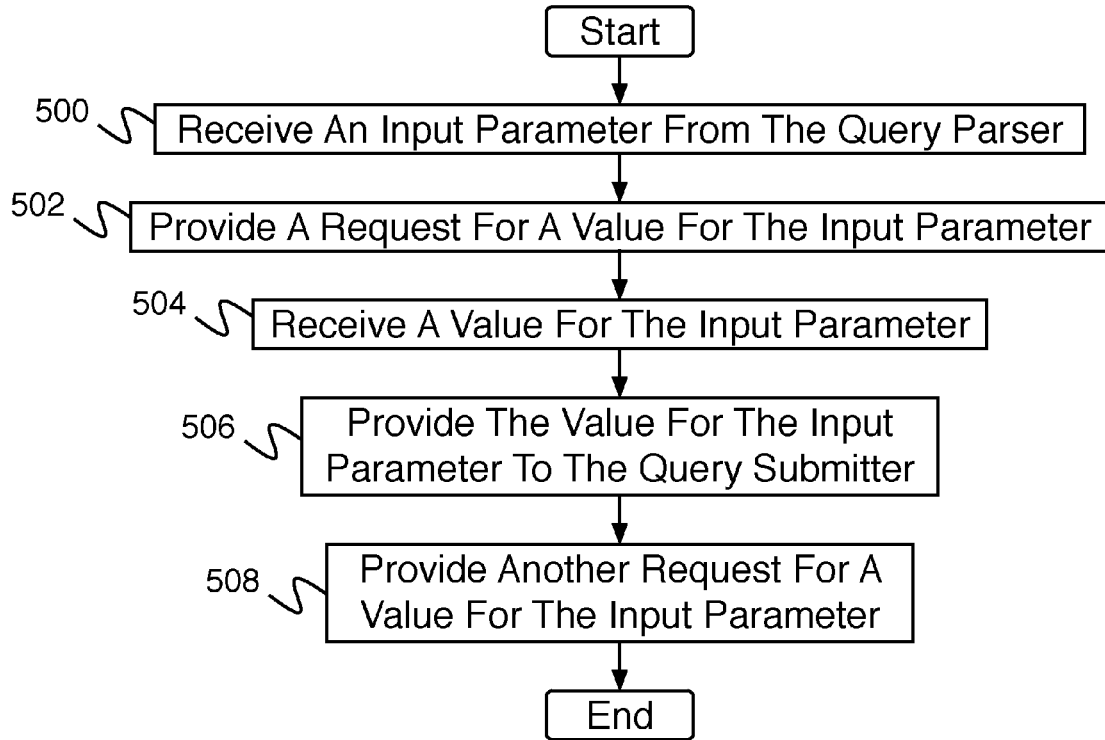 Start
500
Receive An Input Parameter From The Query Parser
502
Provide A Request For A Value For The Input Parameter
504
Receive A Value For The Input Parameter
506
Provide The Value For The Input
Parameter To The Query Submitter
508
Provide Another Request For A
Value For The Input Parameter
End